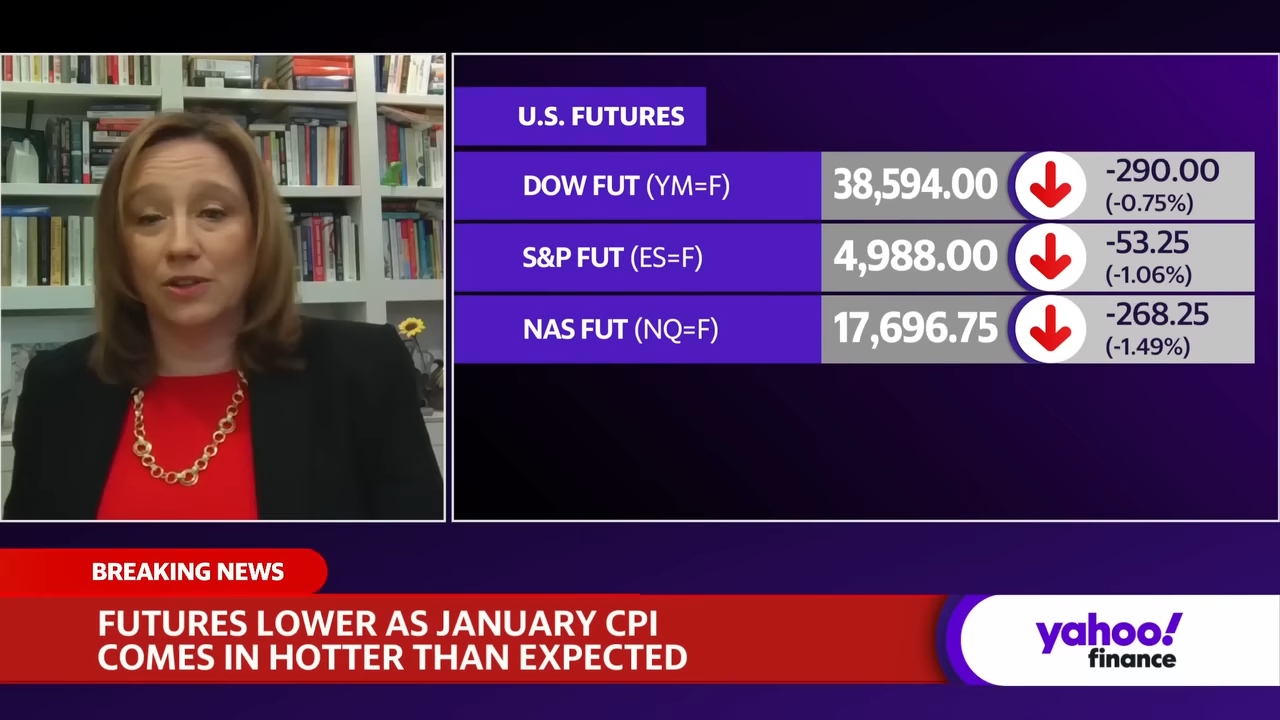 U.S. FUTURES
DOW FUT (YM=F) 38,594.00 -290.00 (-0.75%)
S&P FUT (ES=F) 4,988.00 -53.25 (-1.06%)
NAS FUT (NQ=F) 17,696.75 -268.25 (-1.49%)
BREAKING NEWS
FUTURES LOWER AS JANUARY CPI
COMES IN HOTTER THAN EXPECTED
yahoo!
finance